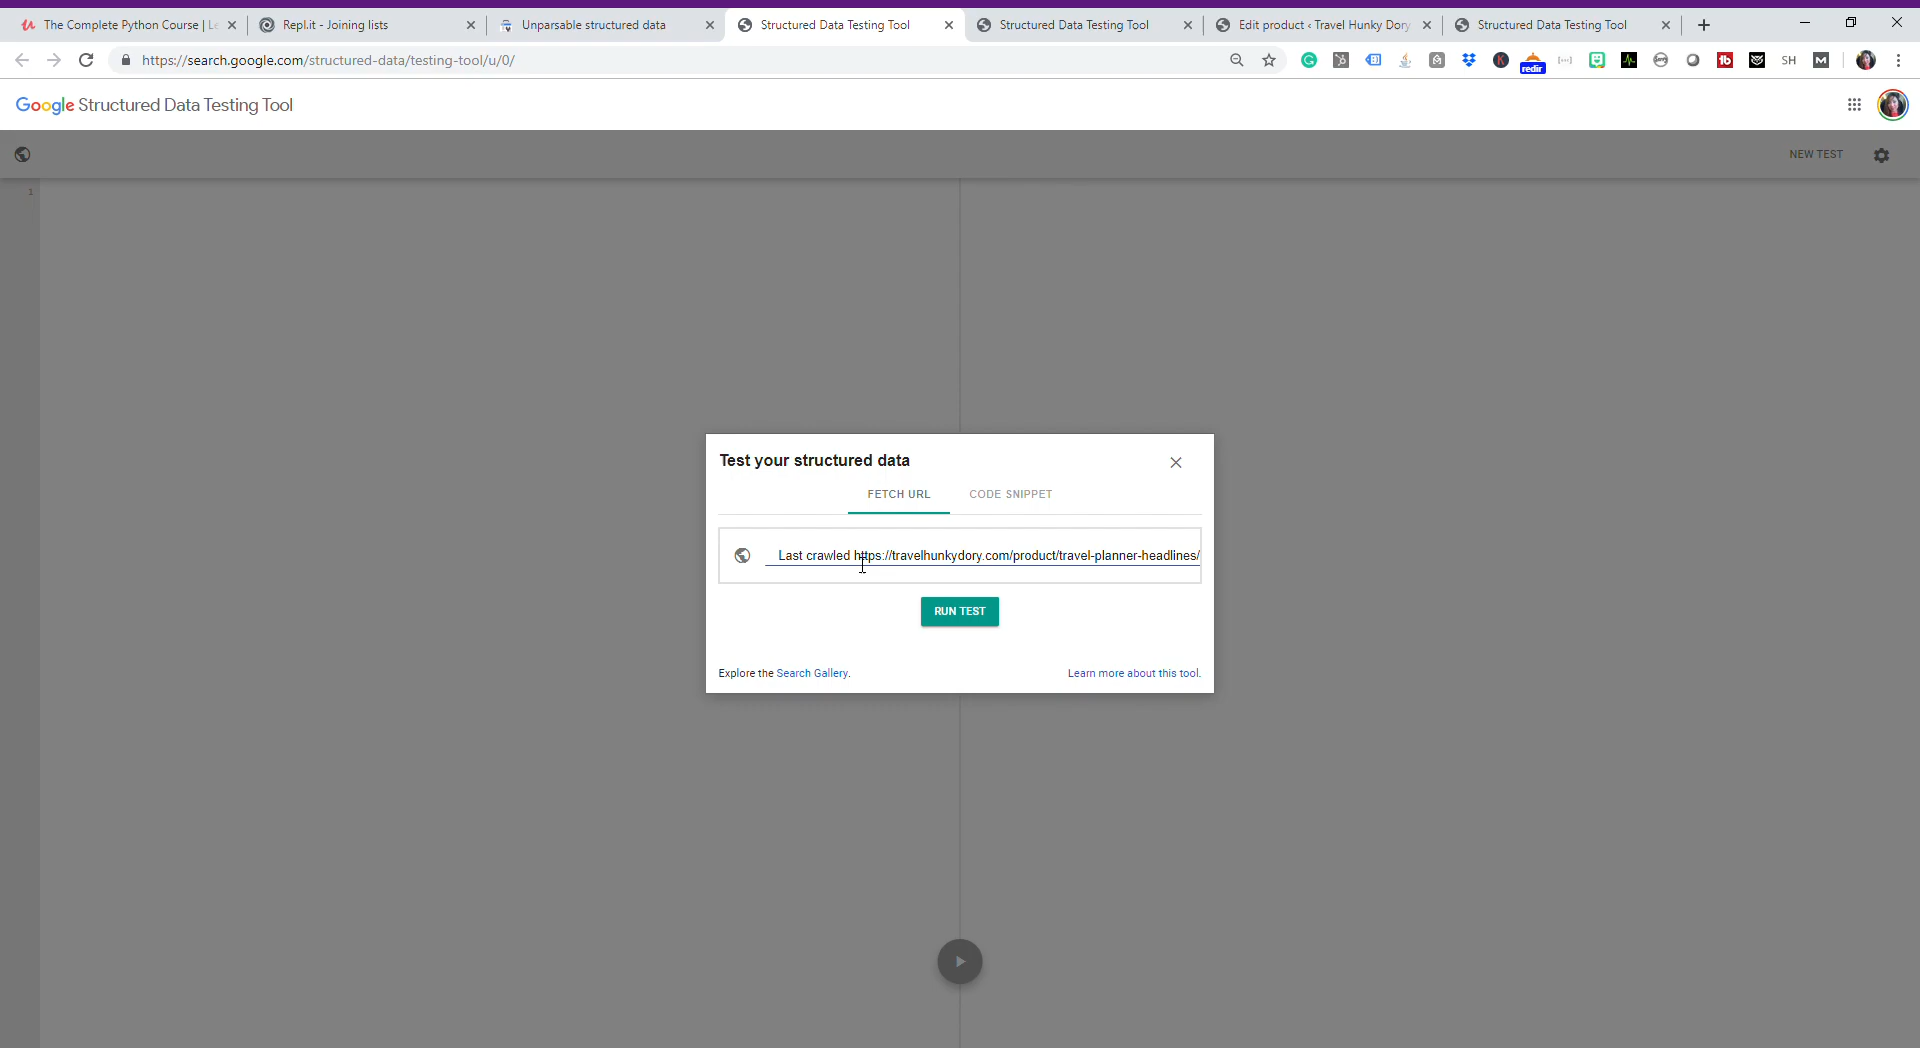 The Complete Python Course | Le
Repl.it - Joining lists
Unparsable structured data
Structured Data Testing Tool
Structured Data Testing Tool
Edit product ‹ Travel Hunky Dory
Structured Data Testing Tool
https://search.google.com/structured-data/testing-tool/u/0/
redir
SH
Google Structured Data Testing Tool
NEW TEST
1
Test your structured data
FETCH URL
CODE SNIPPET
Last crawled https://travelhunkydory.com/product/travel-planner-headlines/
RUN TEST
Explore the Search Gallery.
Learn more about this tool.